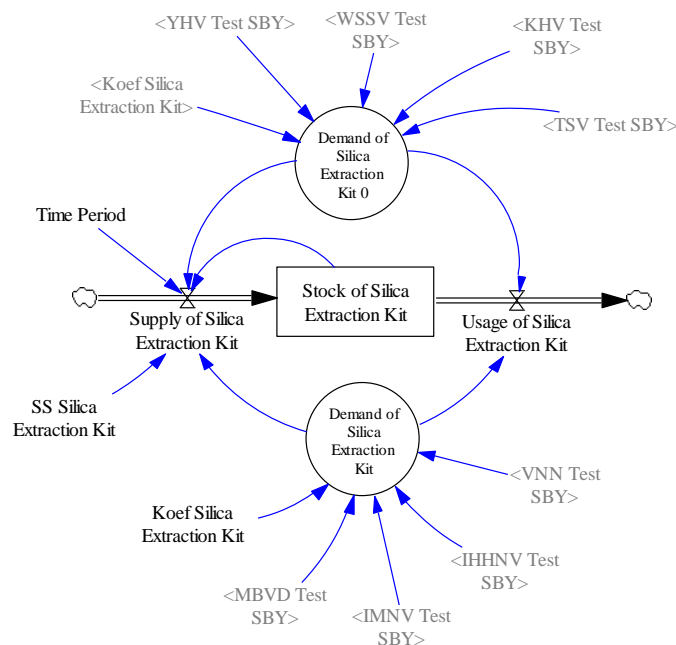 <YHV Test SBY>
<WSSV Test
SBY>
<KHV Test
SBY>
<Koef Silica
Extraction Kit>
<TSV Test SBY>
Demand of
Silica
Extraction
Kit 0
Time Period
Supply of Silica
Extraction Kit
Stock of Silica
Extraction Kit
Usage of Silica
Extraction Kit
SS Silica
Extraction Kit
Demand of
Silica
Extraction
Kit
<VNN Test
SBY>
Koef Silica
Extraction Kit
<IHHNV Test
SBY>
<MBVD Test
SBY>
<IMNV Test
SBY>